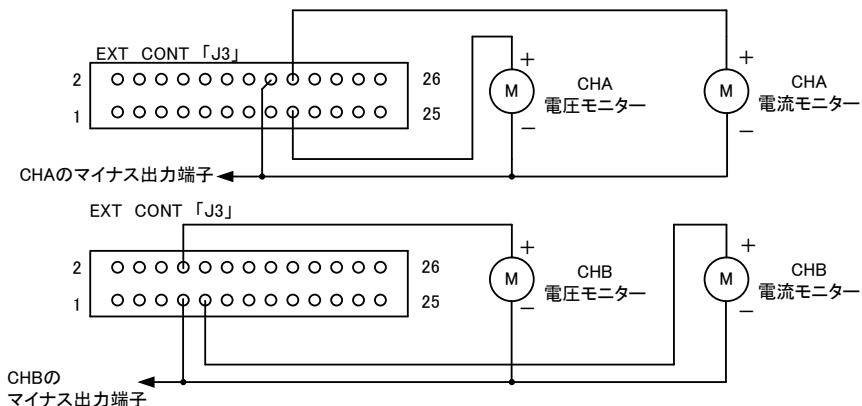 EXT CONT 「J3」
2
26
1
25
+
M
−
CHA
電圧モニター
+
M
−
CHA
電流モニター
CHAのマイナス出力端子
EXT CONT 「J3」
2
26
1
25
+
M
−
CHB
電圧モニター
+
M
−
CHB
電流モニター
CHBの
マイナス出力端子